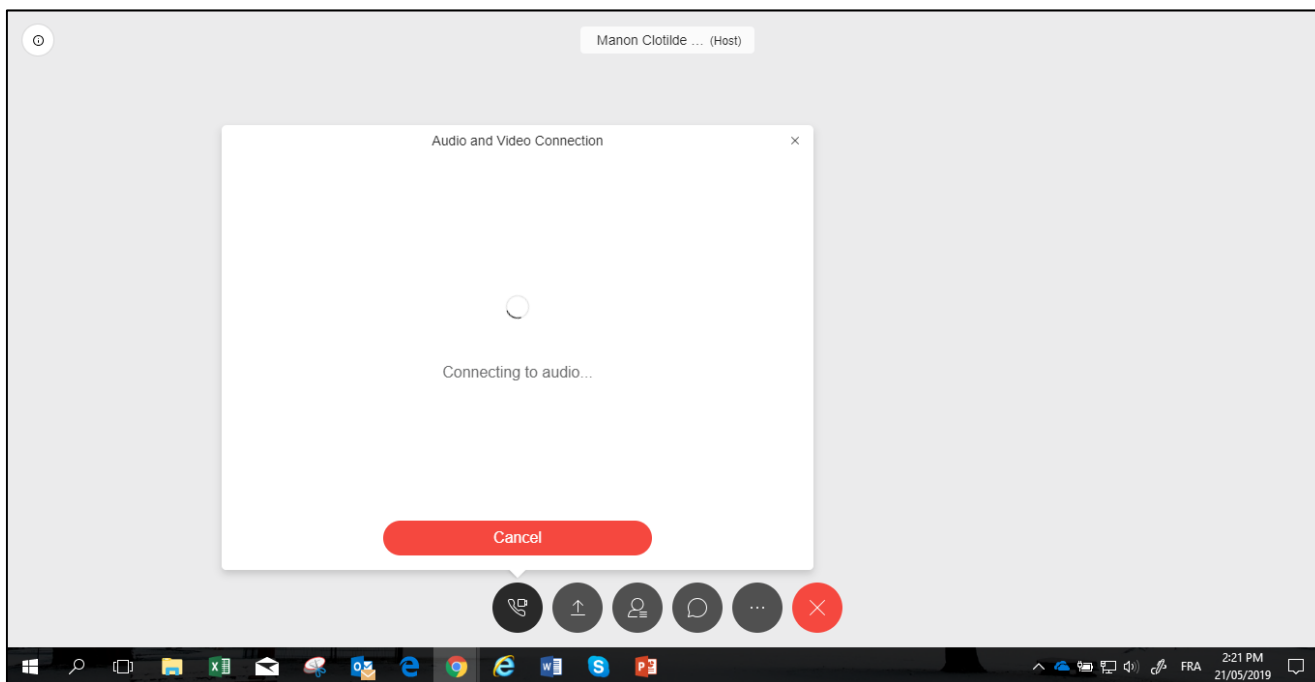 Manon Clotilde ... (Host)
Audio and Video Connection
Connecting to audio...
Cancel
FRA
2:21 PM
21/05/2019